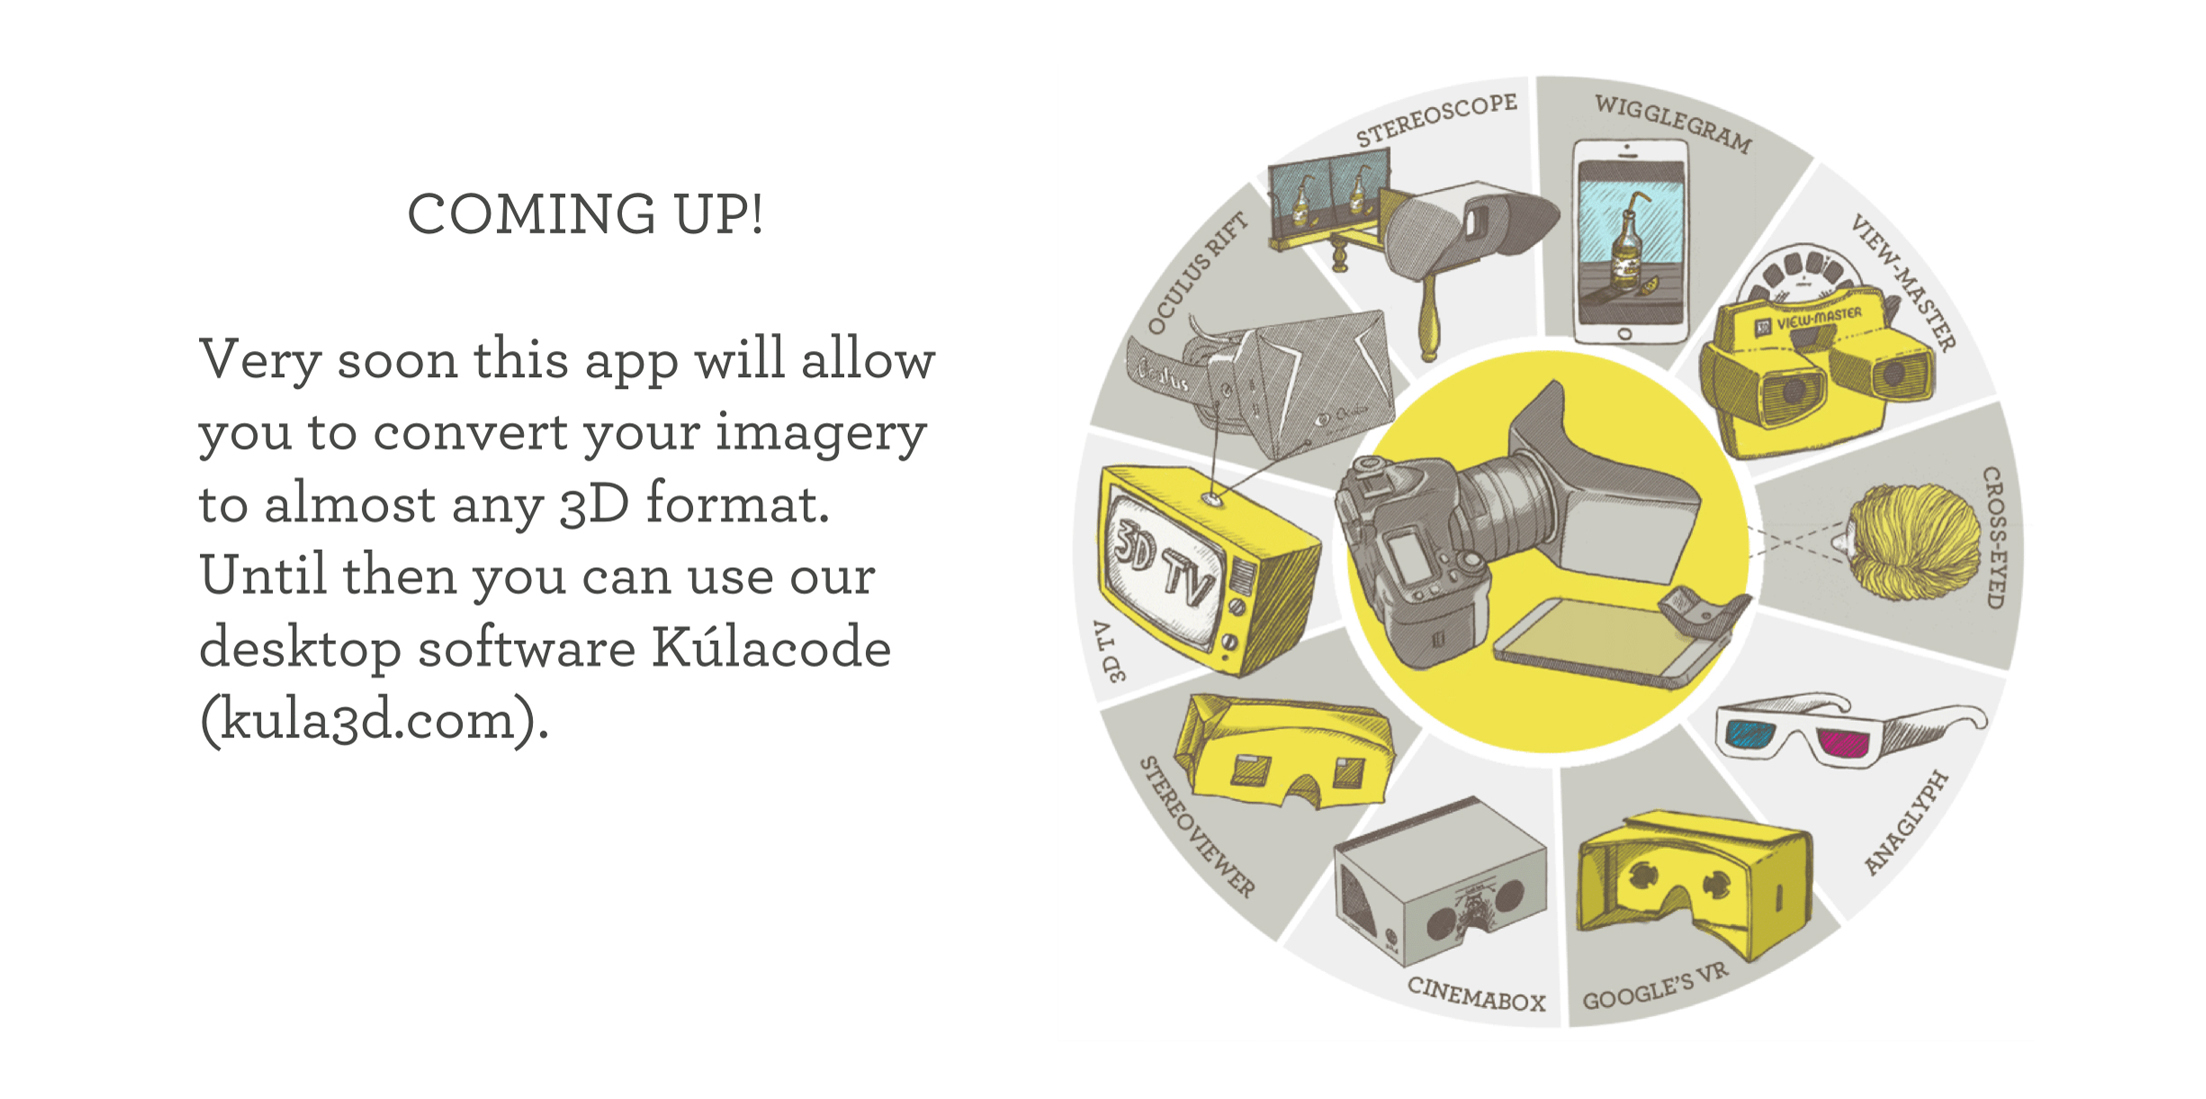 COMING UP!
Very soon this app will allow
you to convert your imagery
to almost any 3D format.
Until then you can use our
desktop software Kúlacode
(kula3d.com).
STEREOSCOPE
WIGGLEGRAM
VIEW-MASTER
3D VIEW-MASTER
CROSS-EYED
ANAGLYPH
GOOGLE'S VR
CINEMABOX
STEREOVIEWER
3D TV
3D TV
OCULUS RIFT
Oculus
Oculus